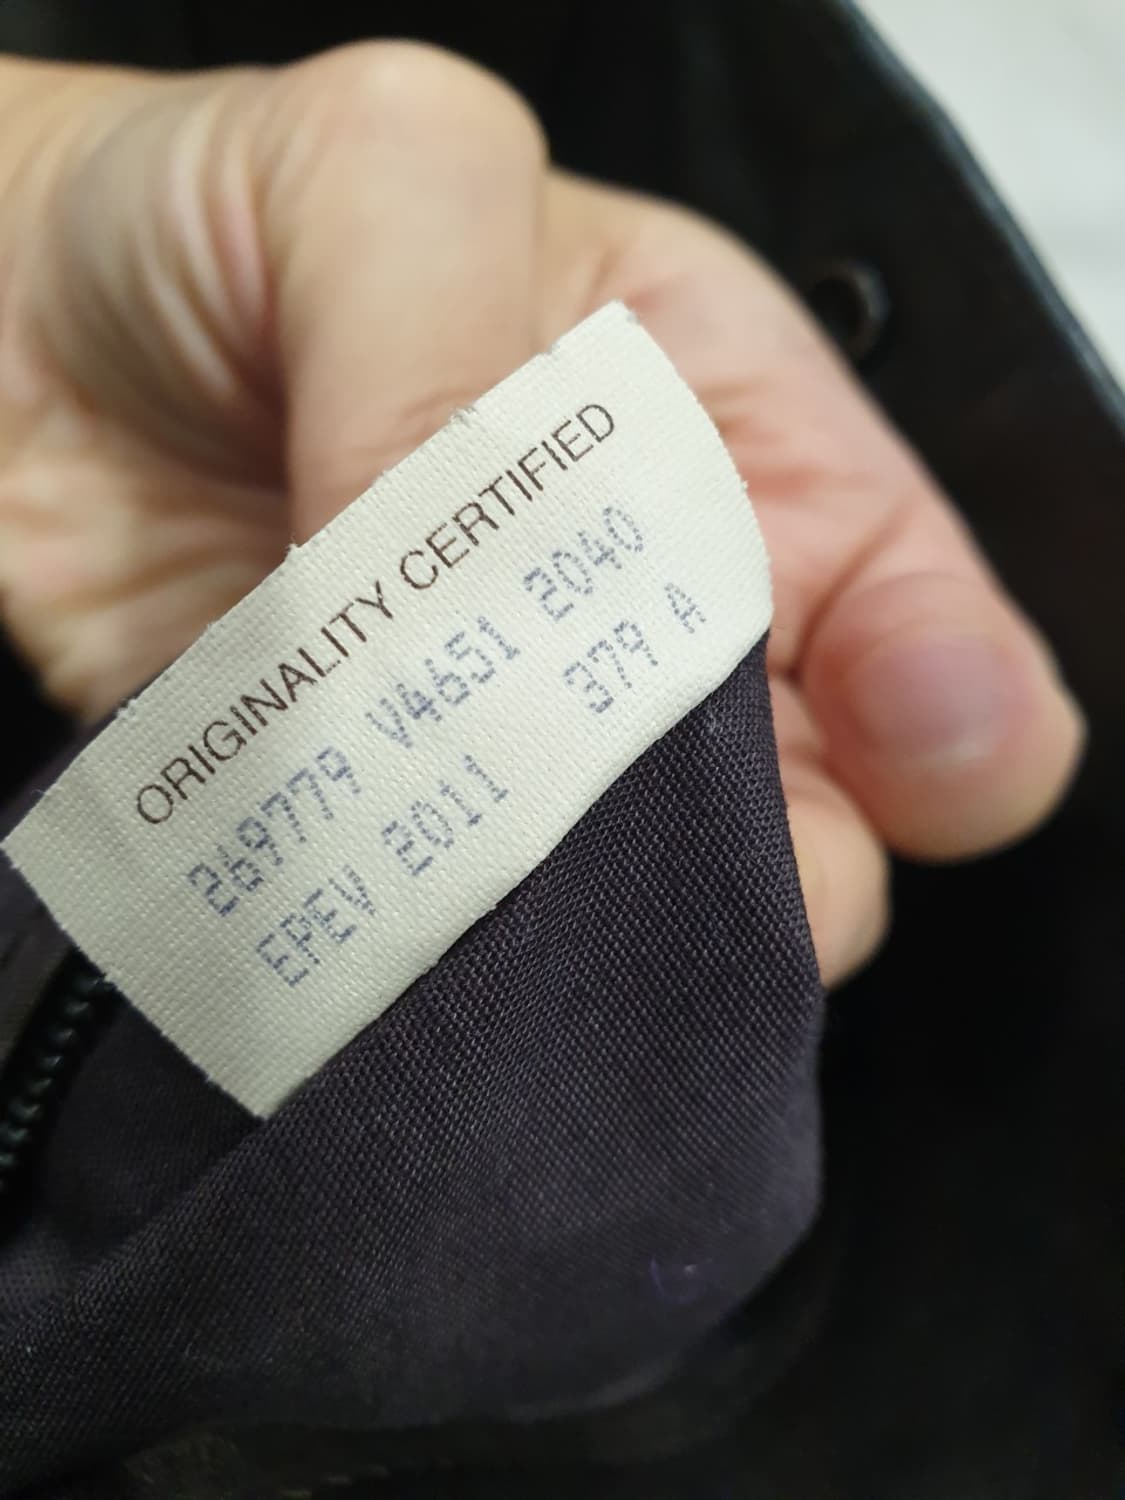 ORIGINALITY CERTIFIED
269779 V4651 2040
EPEV 2011 379 A